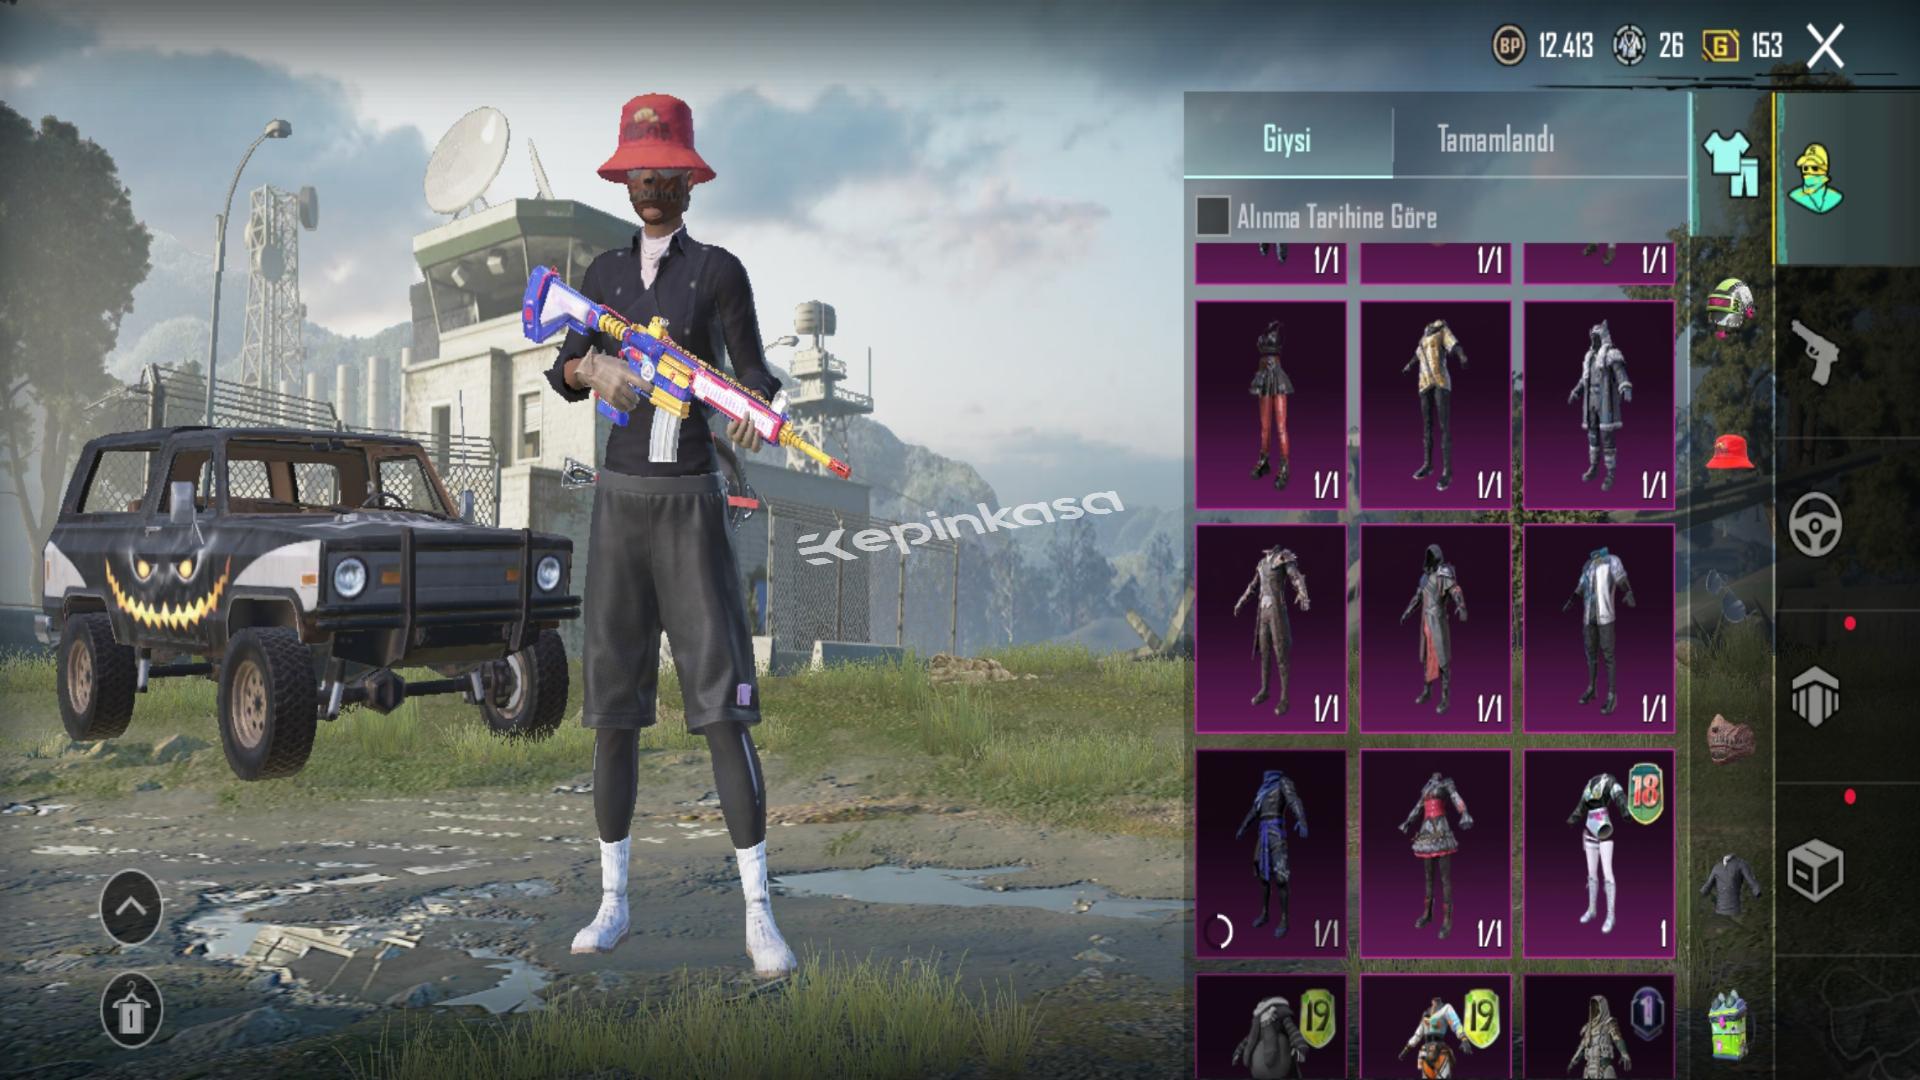 BP 12.413 26 G 153
Giysi Tamamlandı
Alınma Tarihine Göre
1/1 1/1 1/1
1/1 1/1 1/1
1/1 1/1 1/1
18
1/1 1/1 1
19 19 1
epinkasa